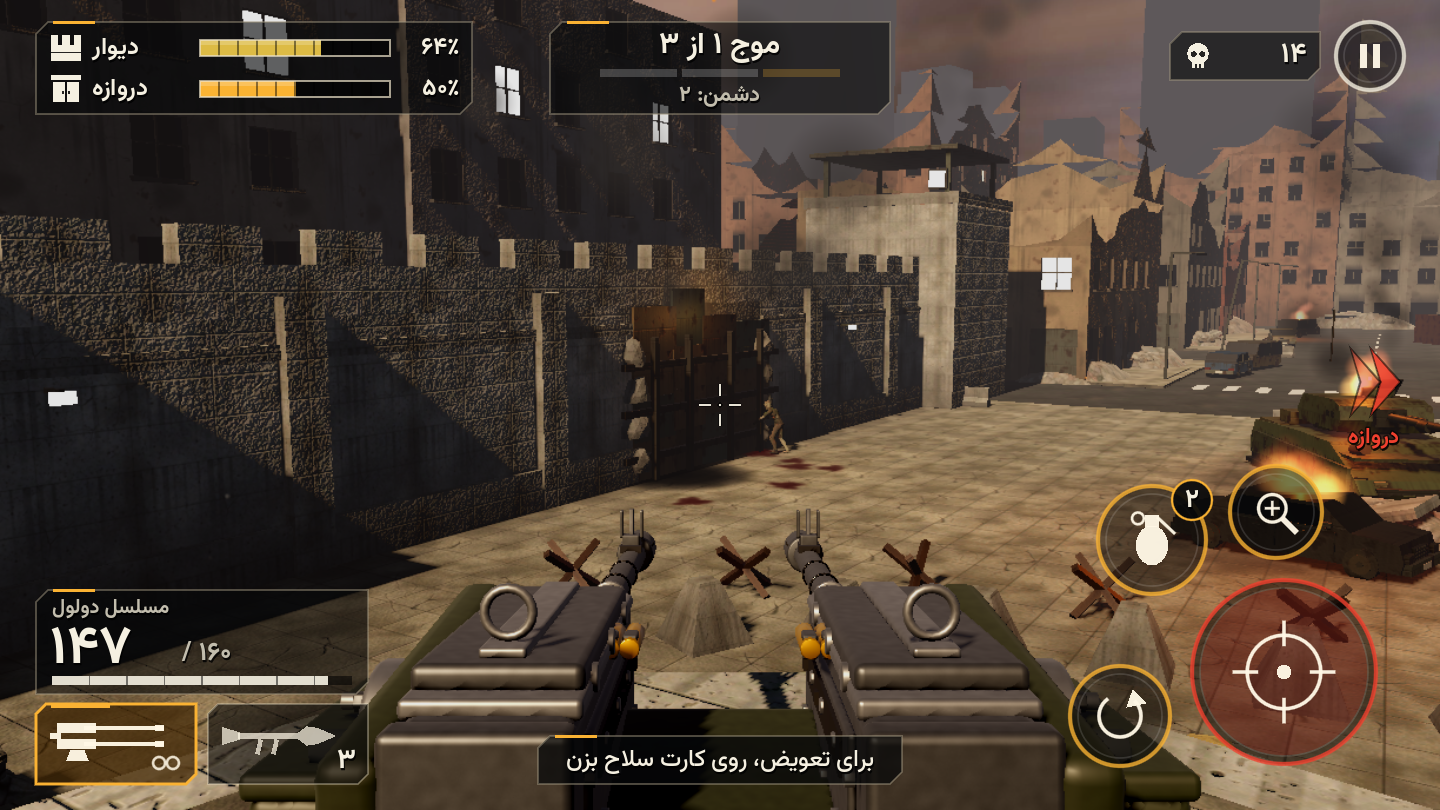 دیوار ۶۴٪
دروازه ۵۰٪
موج ۱ از ۳
دشمن: ۲
۱۴
دروازه
۲
مسلسل دولول
۱۴۷ / ۱۶۰
∞
۳
برای تعویض، روی کارت سلاح بزن